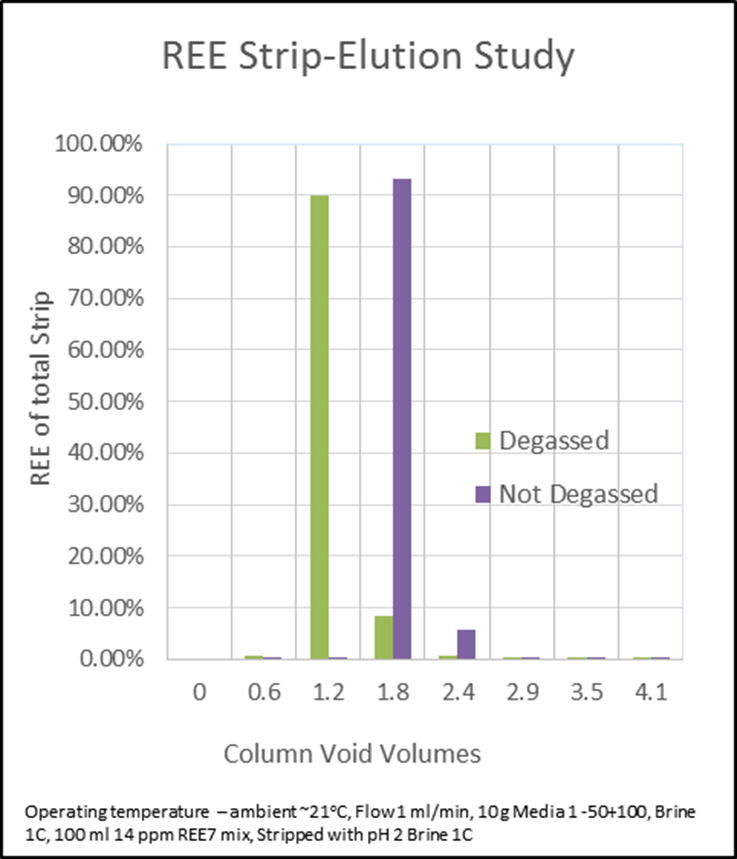 REE Strip-Elution Study
100.00%
90.00%
80.00%
70.00%
60.00%
50.00%
40.00%
30.00%
20.00%
10.00%
0.00%
REE of total Strip
Degassed
Not Degassed
0 0.6 1.2 1.8 2.4 2.9 3.5 4.1
Column Void Volumes
Operating temperature – ambient ~21°C, Flow 1 ml/min, 10 g Media 1 -50+100, Brine
1C, 100 ml 14 ppm REE7 mix, Stripped with pH 2 Brine 1C